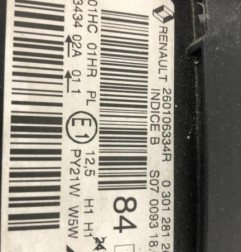 RENAULT 260106334R 0 301 281 2
INDICE B S07 0093 18.
84
01HC 01HR PL E1 12,5 H1 H1
3434 02A 01 1 PY21W W5W